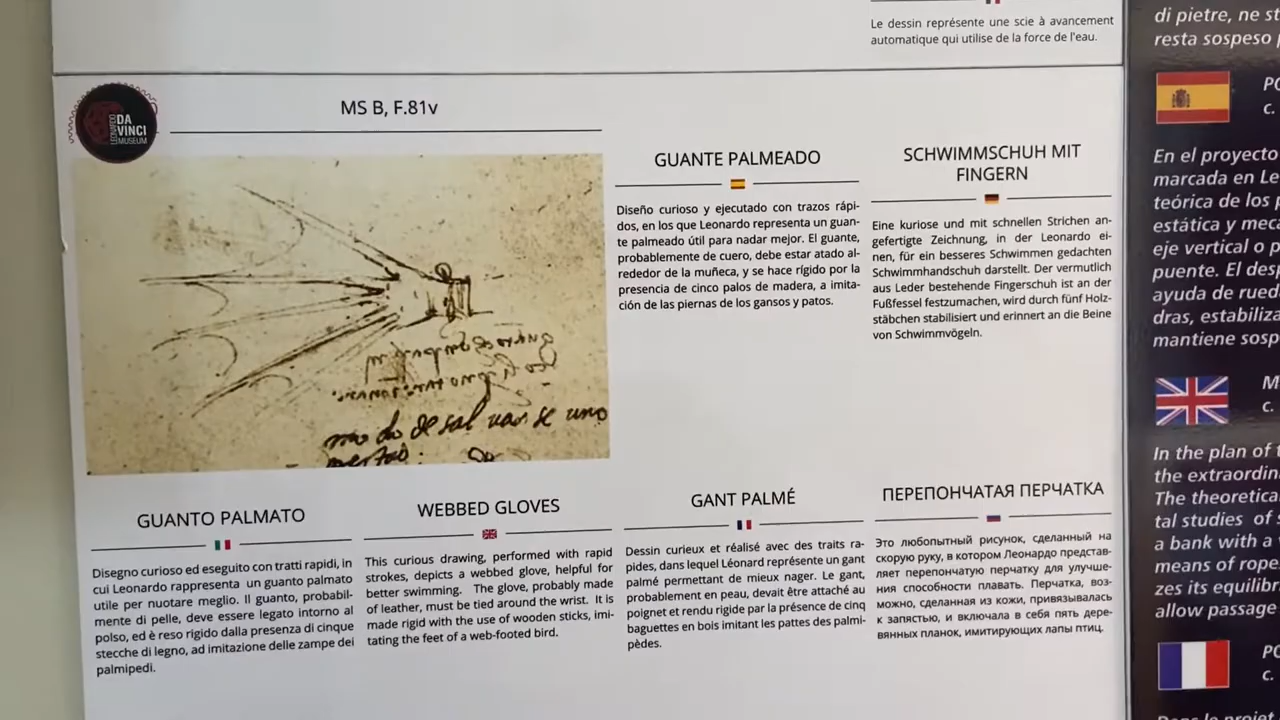 Le dessin représente une scie à avancement
automatique qui utilise de la force de l'eau.
LEONARDO
DA
VINCI
MUSEUM
MS B, F.81v
GUANTE PALMEADO
Diseño curioso y ejecutado con trazos rápi-
dos, en los que Leonardo representa un guan-
te palmeado útil para nadar mejor. El guante,
probablemente de cuero, debe estar atado al-
rededor de la muñeca, y se hace rígido por la
presencia de cinco palos de madera, a imita-
ción de las piernas de los gansos y patos.
SCHWIMMSCHUH MIT
FINGERN
Eine kuriose und mit schnellen Strichen an-
gefertigte Zeichnung, in der Leonardo ei-
nen, für ein besseres Schwimmen gedachten
Schwimmhandschuh darstellt. Der vermutlich
aus Leder bestehende Fingerschuh ist an der
Fußfessel festzumachen, wird durch fünf Holz-
stäbchen stabilisiert und erinnert an die Beine
von Schwimmvögeln.
mo do de sal uar se uno
GUANTO PALMATO
Disegno curioso ed eseguito con tratti rapidi, in
cui Leonardo rappresenta un guanto palmato
utile per nuotare meglio. Il guanto, probabil-
mente di pelle, deve essere legato intorno al
polso, ed è reso rigido dalla presenza di cinque
stecche di legno, ad imitazione delle zampe dei
palmipedi.
WEBBED GLOVES
This curious drawing, performed with rapid
strokes, depicts a webbed glove, helpful for
better swimming. The glove, probably made
of leather, must be tied around the wrist. It is
made rigid with the use of wooden sticks, imi-
tating the feet of a web-footed bird.
GANT PALMÉ
Dessin curieux et réalisé avec des traits ra-
pides, dans lequel Léonard représente un gant
palmé permettant de mieux nager. Le gant,
probablement en peau, devait être attaché au
poignet et rendu rigide par la présence de cinq
baguettes en bois imitant les pattes des palmi-
pèdes.
ПЕРЕПОНЧАТАЯ ПЕРЧАТКА
Это любопытный рисунок, сделанный на
скорую руку, в котором Леонардо представ-
ляет перепончатую перчатку для улучше-
ния способности плавать. Перчатка, воз-
можно, сделанная из кожи, привязывалась
к запястью, и включала в себя пять дере-
вянных планок, имитирующих лапы птиц.
di pietre, ne st
resta sospeso
PO
c.
En el proyecto
marcada en Le
teórica de los
estática y meca
eje vertical o p
puente. El des
ayuda de rued
dras, estabiliza
mantiene sosp
M
c.
In the plan of
the extraordin
The theoretica
tal studies of
a bank with a
means of rope
zes its equilibr
allow passage
PO
c.
Dans le projet